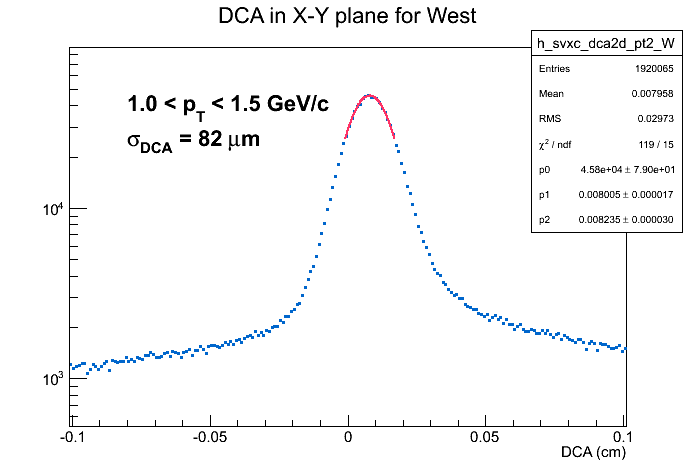 DCA in X-Y plane for West
h_svxc_dca2d_pt2_W
Entries 1920065
Mean 0.007958
RMS 0.02973
χ² / ndf 119 / 15
p0 4.58e+04 ± 7.90e+01
p1 0.008005 ± 0.000017
p2 0.008235 ± 0.000030
1.0 < p_T < 1.5 GeV/c
σ_DCA = 82 μm
10⁴
10³
-0.1 -0.05 0 0.05 0.1
DCA (cm)